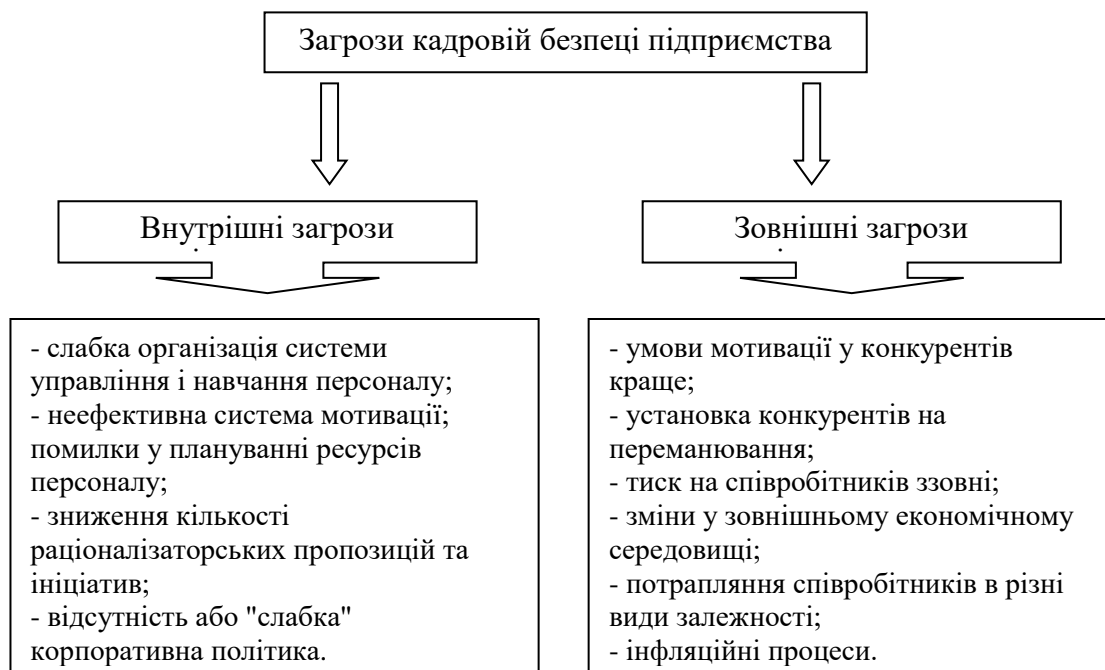 Загрози кадровій безпеці підприємства
Внутрішні загрози
Зовнішні загрози
- слабка організація системи
управління і навчання персоналу;
- неефективна система мотивації;
помилки у плануванні ресурсів
персоналу;
- зниження кількості
раціоналізаторських пропозицій та
ініціатив;
- відсутність або "слабка"
корпоративна політика.
- умови мотивації у конкурентів
краще;
- установка конкурентів на
переманювання;
- тиск на співробітників ззовні;
- зміни у зовнішньому економічному
середовищі;
- потрапляння співробітників в різні
види залежності;
- інфляційні процеси.